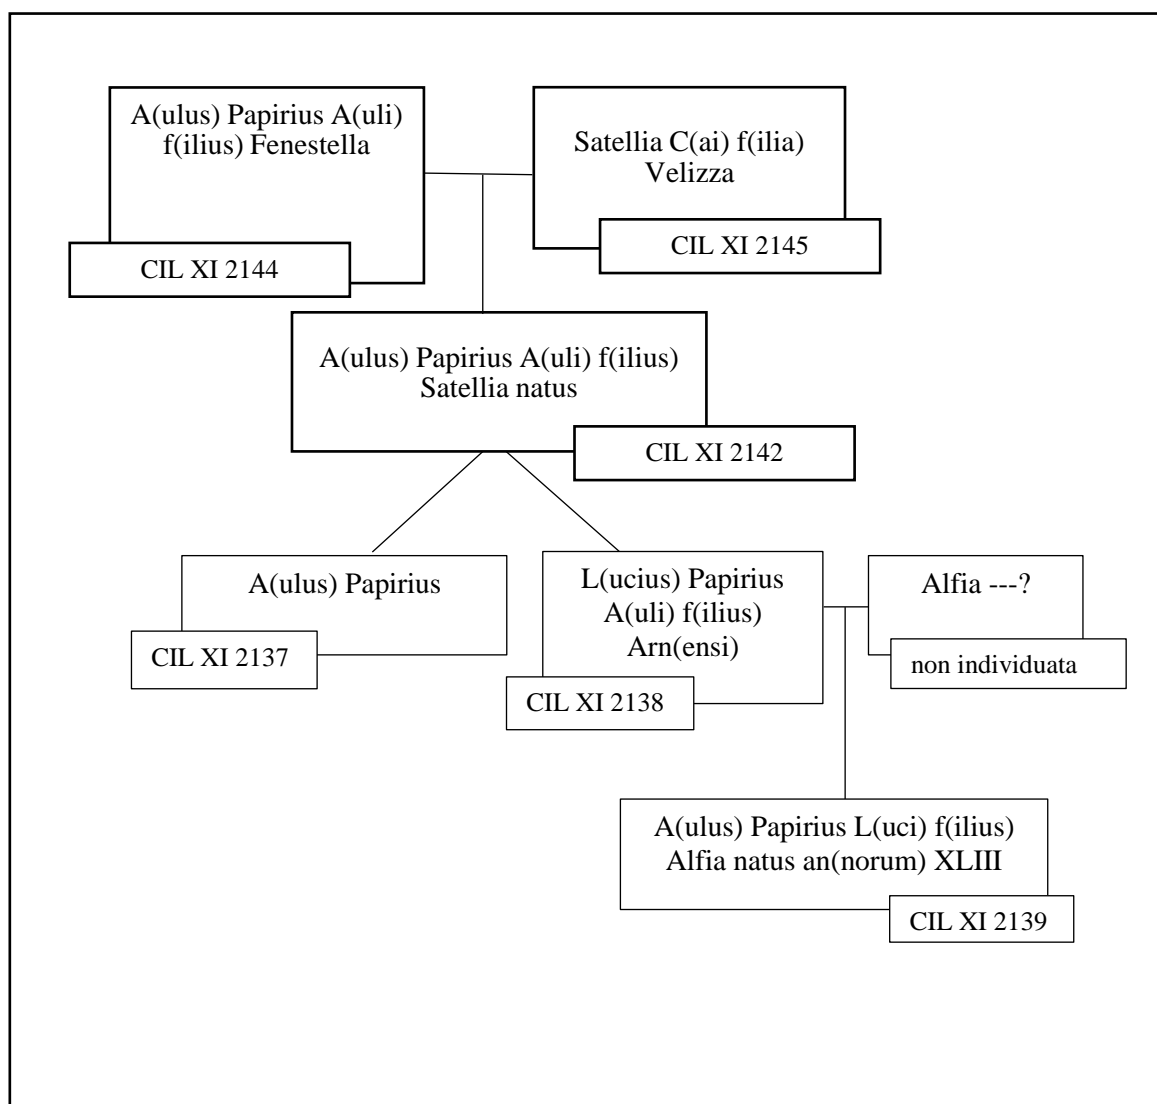 A(ulus) Papirius A(uli)
f(ilius) Fenestella
CIL XI 2144
Satellia C(ai) f(ilia)
Velizza
CIL XI 2145
A(ulus) Papirius A(uli) f(ilius)
Satellia natus
CIL XI 2142
A(ulus) Papirius
CIL XI 2137
L(ucius) Papirius
A(uli) f(ilius)
Arn(ensi)
CIL XI 2138
Alfia ---?
non individuata
A(ulus) Papirius L(uci) f(ilius)
Alfia natus an(norum) XLIII
CIL XI 2139